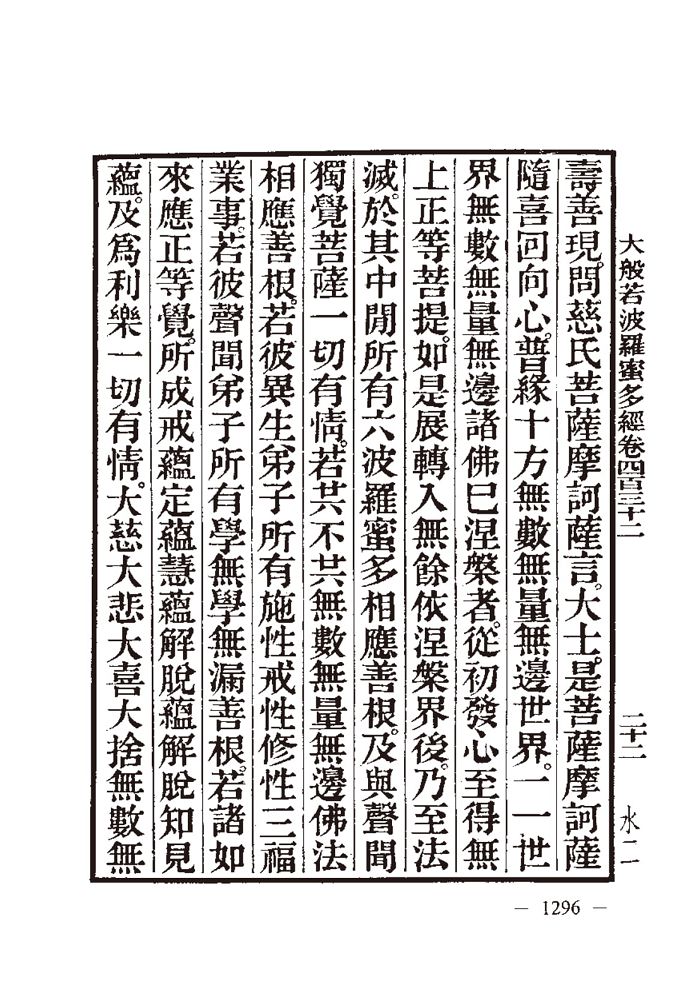 大般若波羅蜜多經卷四百三十二 二十二 水二
壽善現。問慈氏菩薩摩訶薩言。大士。是菩薩摩訶薩
隨喜回向心。普緣十方無數無量無邊世界。一一世
界無數無量無邊諸佛已涅槃者。從初發心至得無
上正等菩提。如是展轉入無餘依涅槃界後。乃至法
滅。於其中閒所有六波羅蜜多相應善根。及與聲聞
獨覺菩薩一切有情。若共不共無數無量無邊佛法
相應善根。若彼異生弟子所有施性戒性修性三福
業事。若彼聲聞弟子所有學無學無漏善根。若諸如
來應正等覺。所成戒蘊定蘊慧蘊解脫蘊解脫知見
蘊。及為利樂一切有情。大慈大悲大喜大捨無數無
— 1296 —